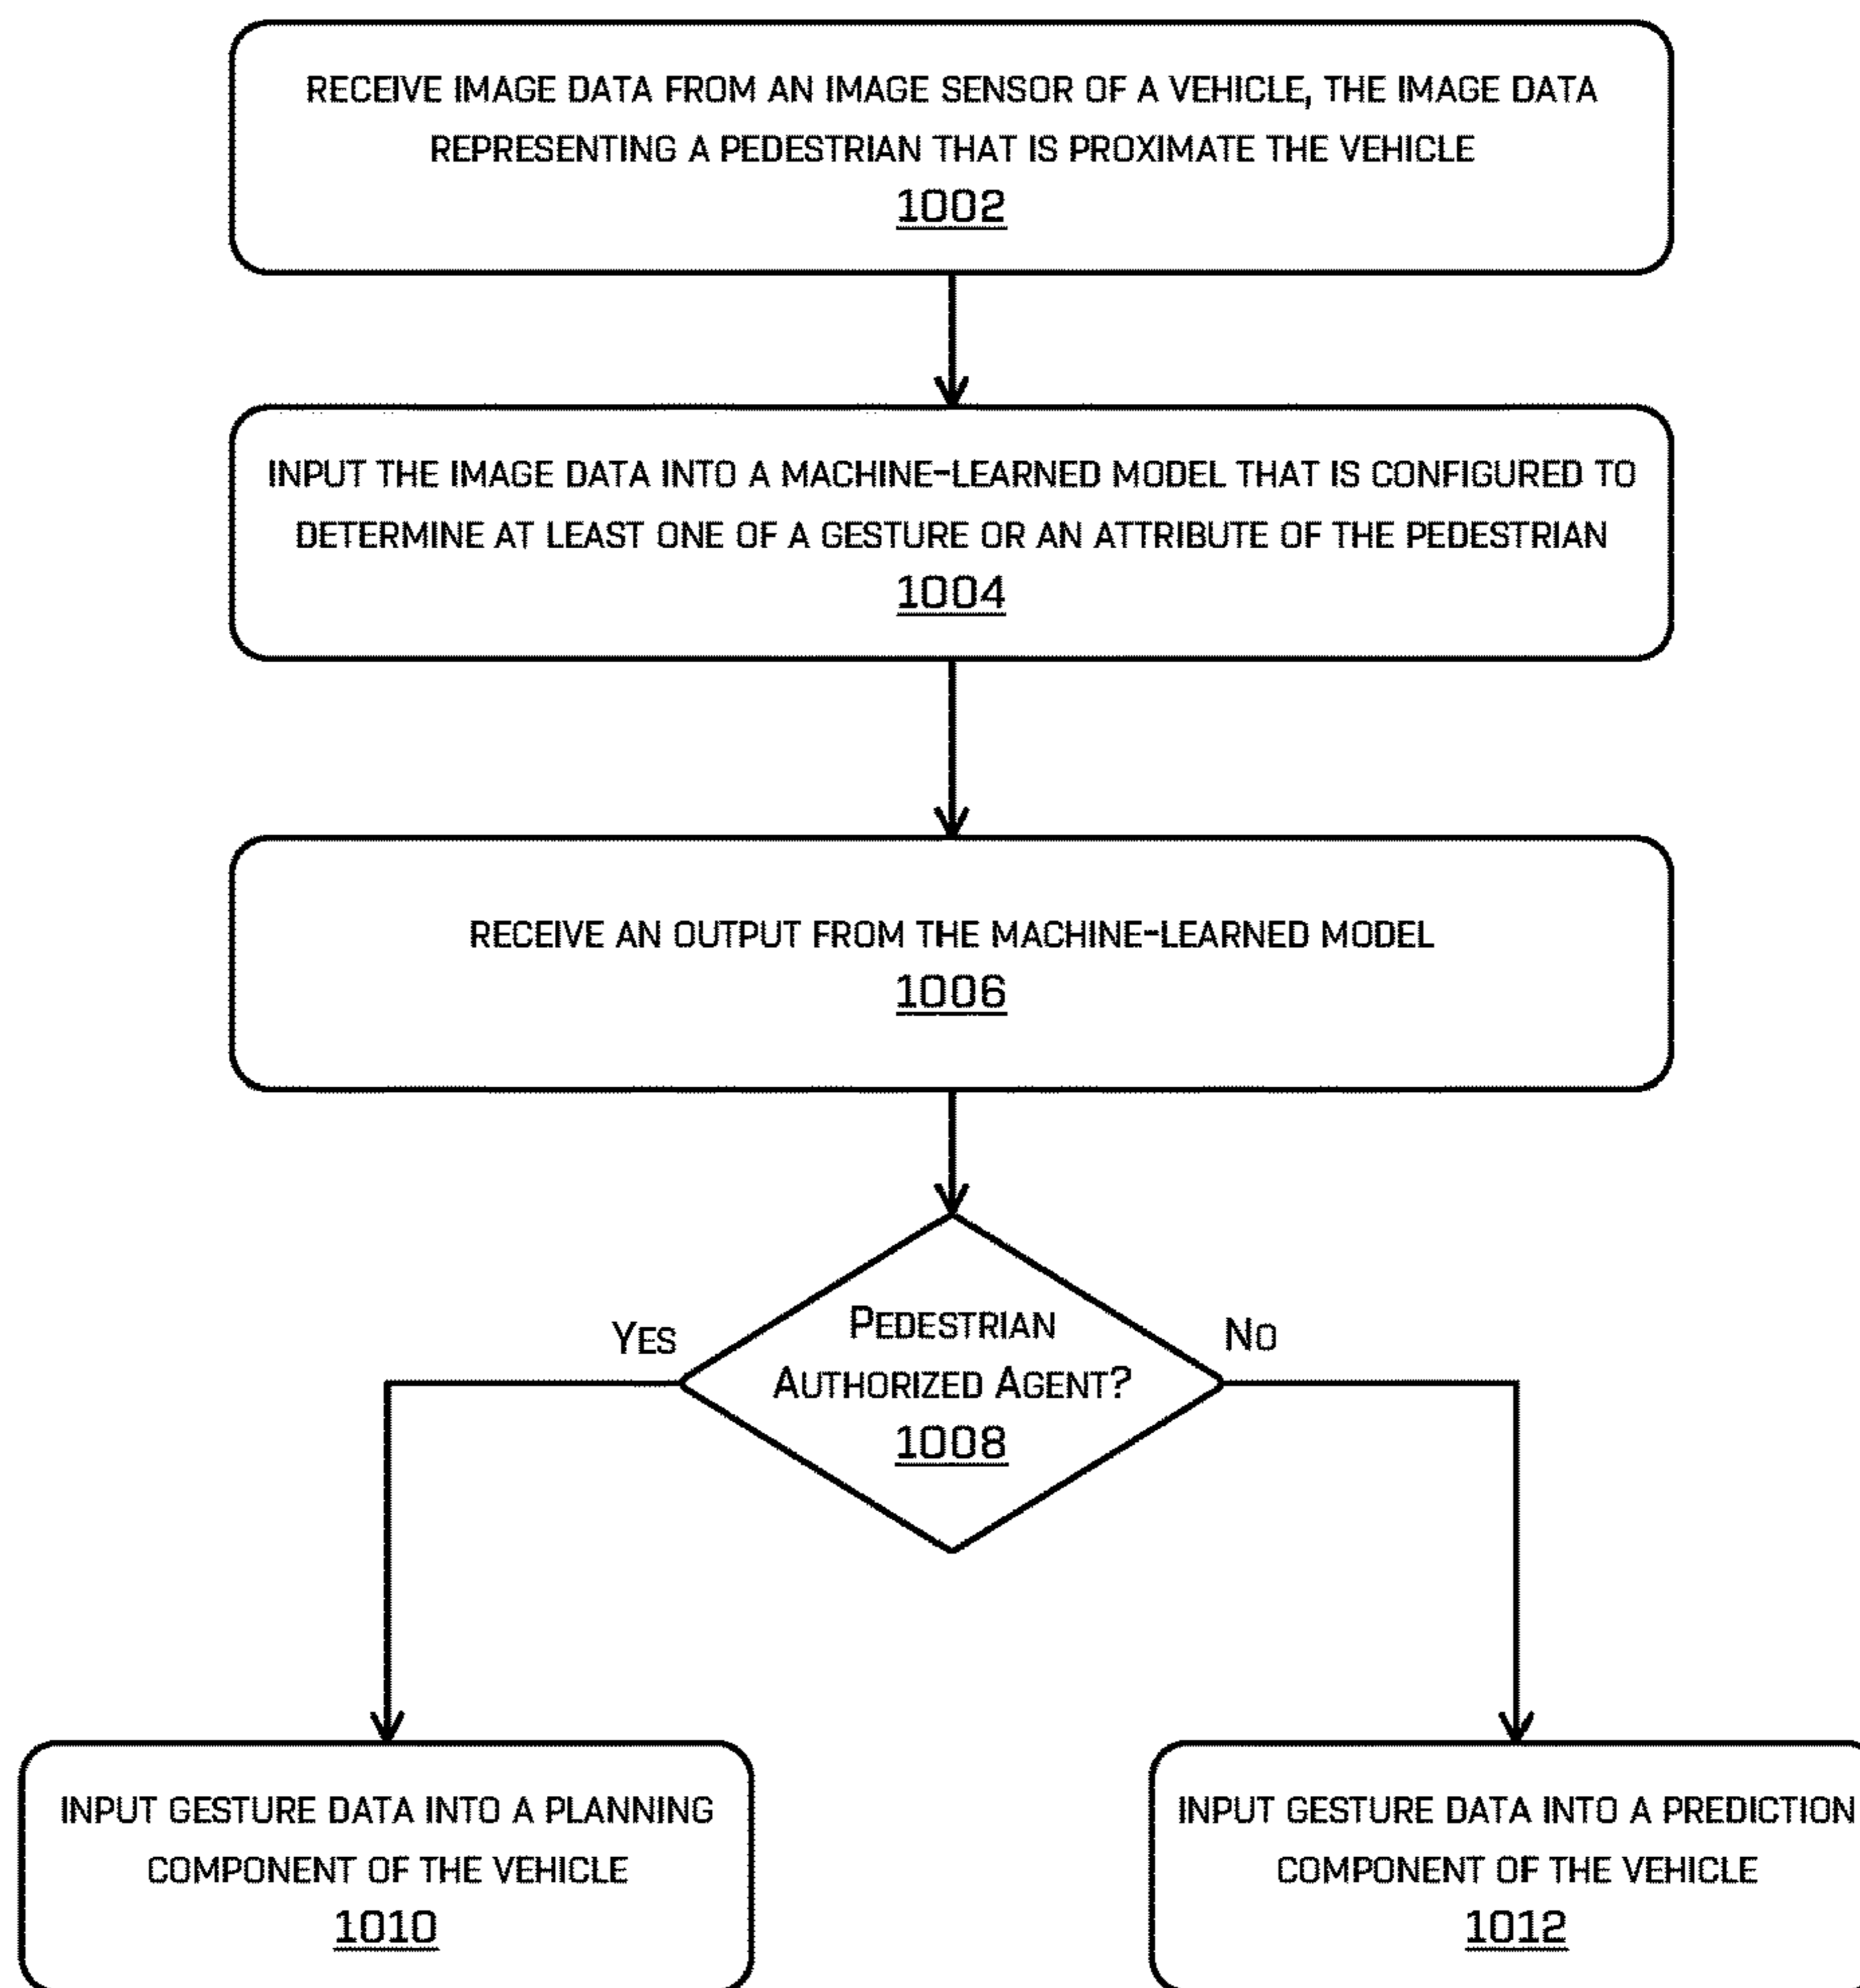 RECEIVE IMAGE DATA FROM AN IMAGE SENSOR OF A VEHICLE, THE IMAGE DATA
REPRESENTING A PEDESTRIAN THAT IS PROXIMATE THE VEHICLE
1002
INPUT THE IMAGE DATA INTO A MACHINE-LEARNED MODEL THAT IS CONFIGURED TO
DETERMINE AT LEAST ONE OF A GESTURE OR AN ATTRIBUTE OF THE PEDESTRIAN
1004
RECEIVE AN OUTPUT FROM THE MACHINE-LEARNED MODEL
1006
PEDESTRIAN
AUTHORIZED AGENT?
1008
YES
NO
INPUT GESTURE DATA INTO A PLANNING
COMPONENT OF THE VEHICLE
1010
INPUT GESTURE DATA INTO A PREDICTION
COMPONENT OF THE VEHICLE
1012